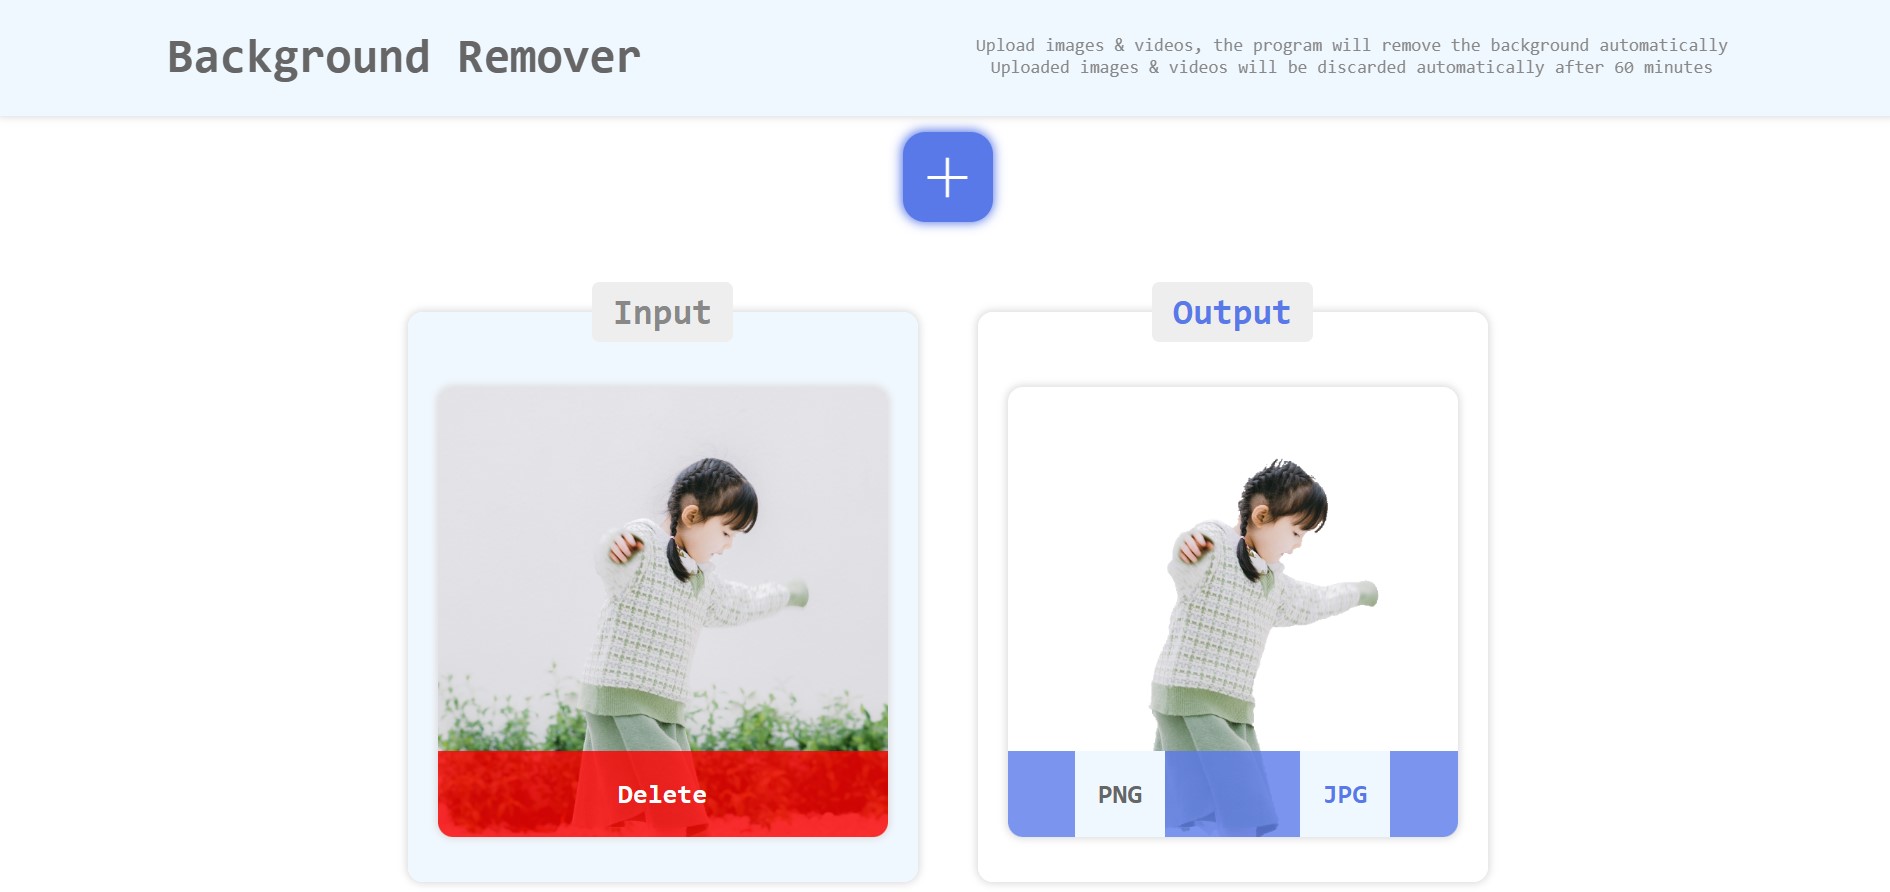 Background Remover
Upload images & videos, the program will remove the background automatically
Uploaded images & videos will be discarded automatically after 60 minutes
Input
Output
Delete
PNG
JPG